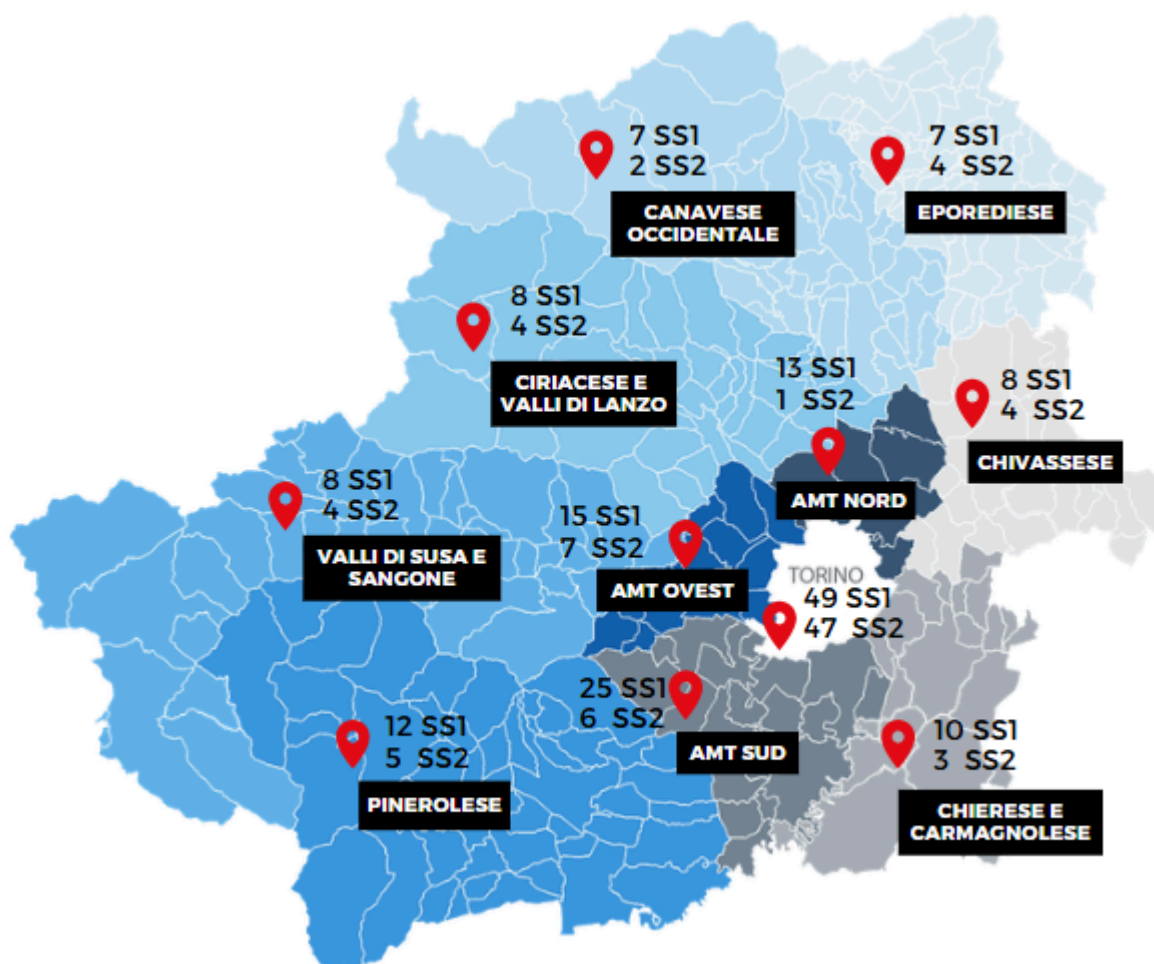 7 SS1
2 SS2
CANAVESE
OCCIDENTALE
7 SS1
4 SS2
EPOREDIESE
8 SS1
4 SS2
CIRIACESE E
VALLI DI LANZO
13 SS1
1 SS2
AMT NORD
8 SS1
4 SS2
CHIVASSESE
8 SS1
4 SS2
VALLI DI SUSA E
SANGONE
15 SS1
7 SS2
AMT OVEST
TORINO
49 SS1
47 SS2
25 SS1
6 SS2
AMT SUD
12 SS1
5 SS2
PINEROLESE
10 SS1
3 SS2
CHIERESE E
CARMAGNOLESE